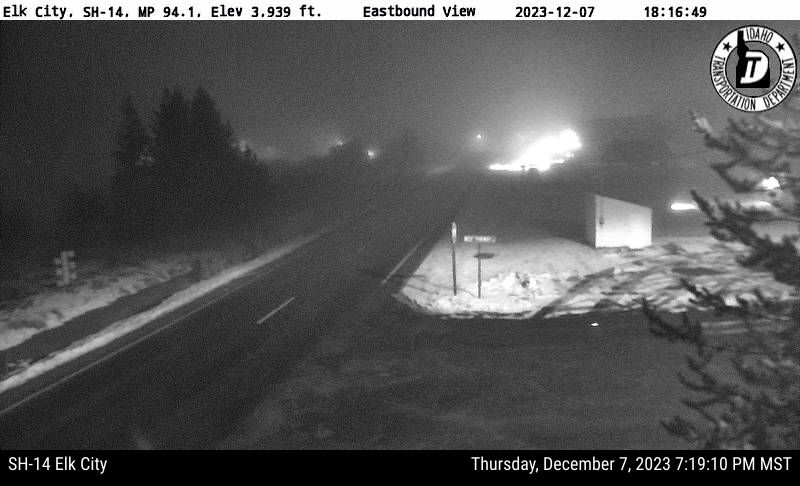 Elk City, SH-14, MP 94.1, Elev 3,939 ft. Eastbound View 2023-12-07 18:16:49
IDAHO
TRANSPORTATION DEPARTMENT
SH-14 Elk City Thursday, December 7, 2023 7:19:10 PM MST